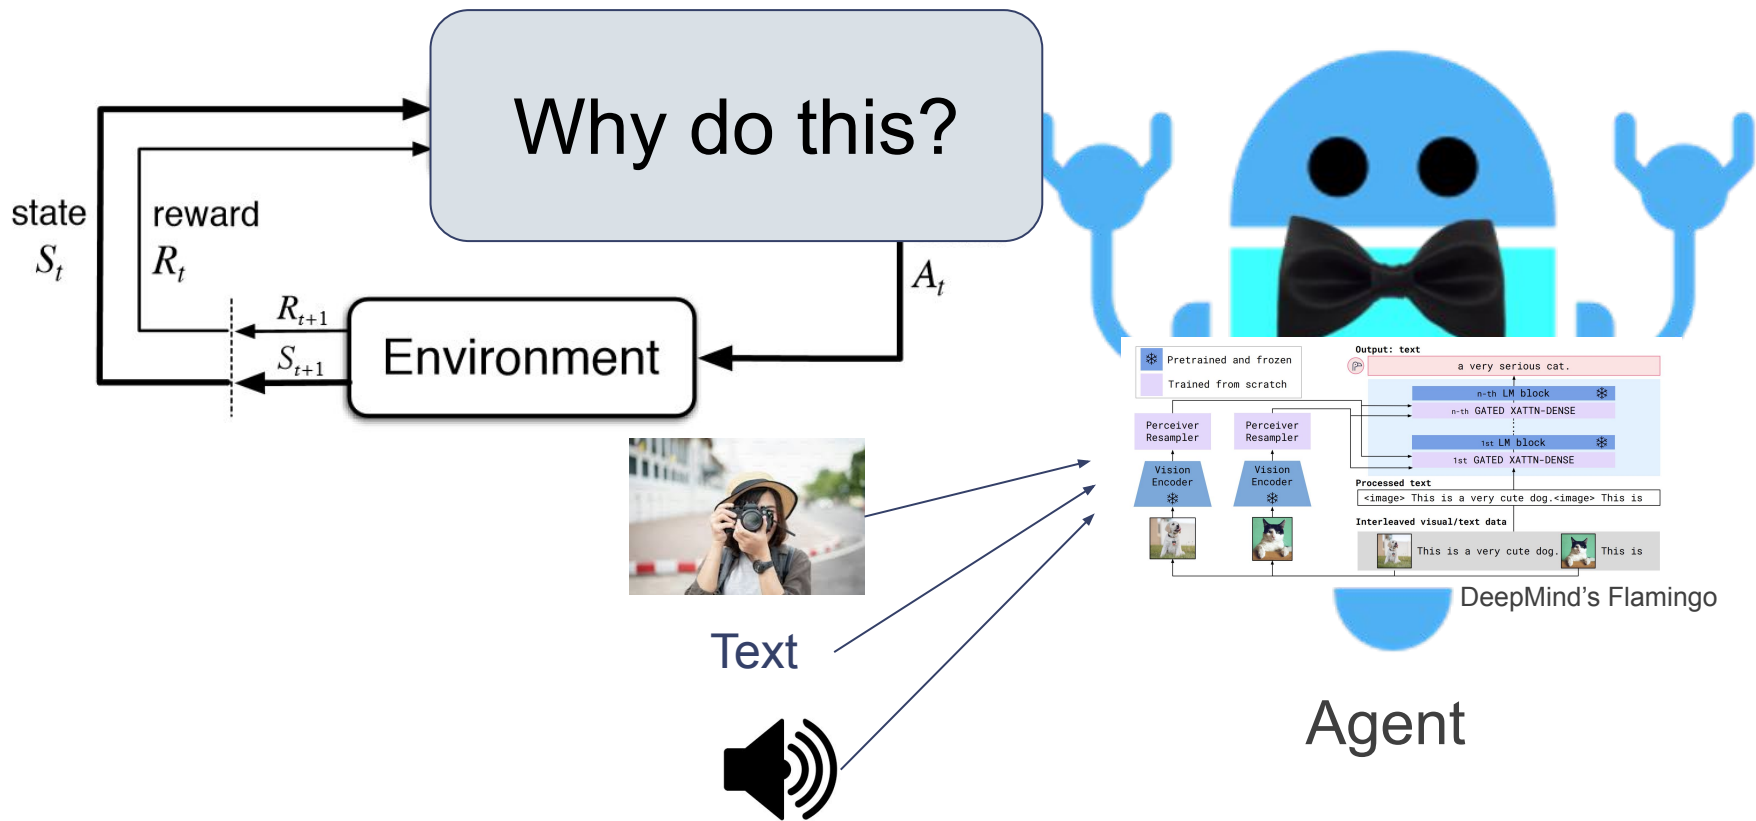 Why do this?
state
S_t
reward
R_t
A_t
R_{t+1}
S_{t+1}
Environment
Text
Pretrained and frozen
Trained from scratch
Output: text
a very serious cat.
n-th LM block
n-th GATED XATTN-DENSE
1st LM block
1st GATED XATTN-DENSE
Perceiver
Resampler
Perceiver
Resampler
Vision
Encoder
Vision
Encoder
Processed text
<image> This is a very cute dog.<image> This is
Interleaved visual/text data
This is a very cute dog.
This is
DeepMind's Flamingo
Agent